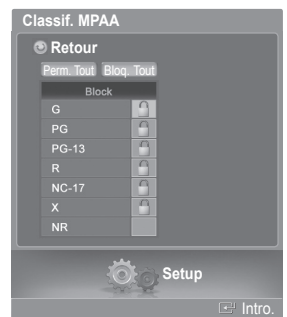 Classif. MPAA
Retour
Perm. Tout Bloq. Tout
Block
G
PG
PG-13
R
NC-17
X
NR
Setup
Intro.